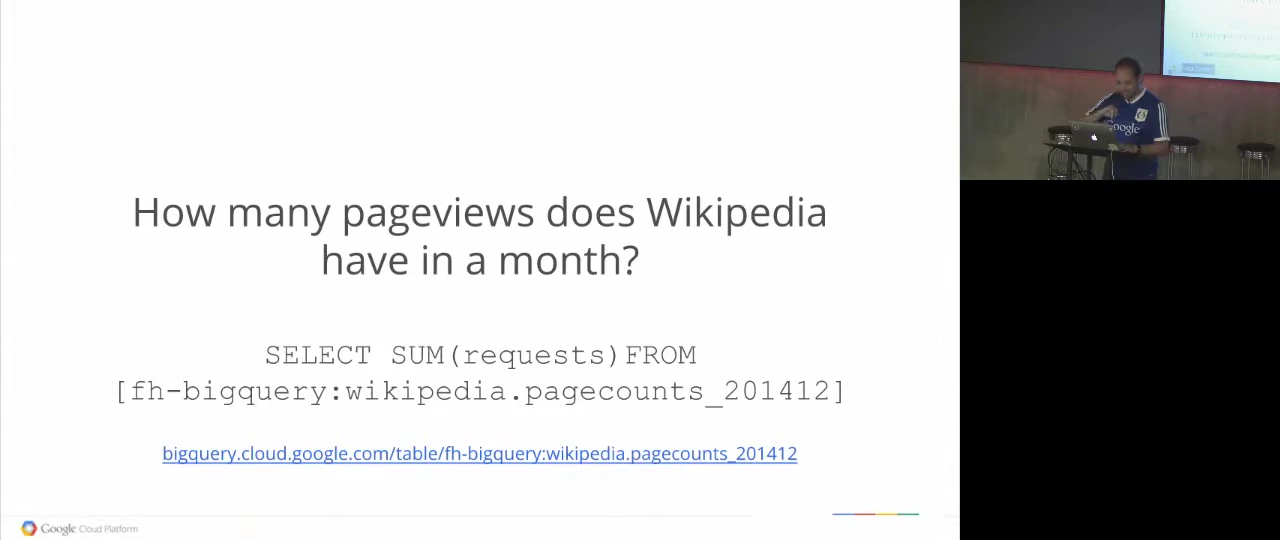 How many pageviews does Wikipedia
have in a month?
SELECT SUM(requests)FROM
[fh-bigquery:wikipedia.pagecounts_201412]
bigquery.cloud.google.com/table/fh-bigquery:wikipedia.pagecounts_201412
Google Cloud Platform
Google